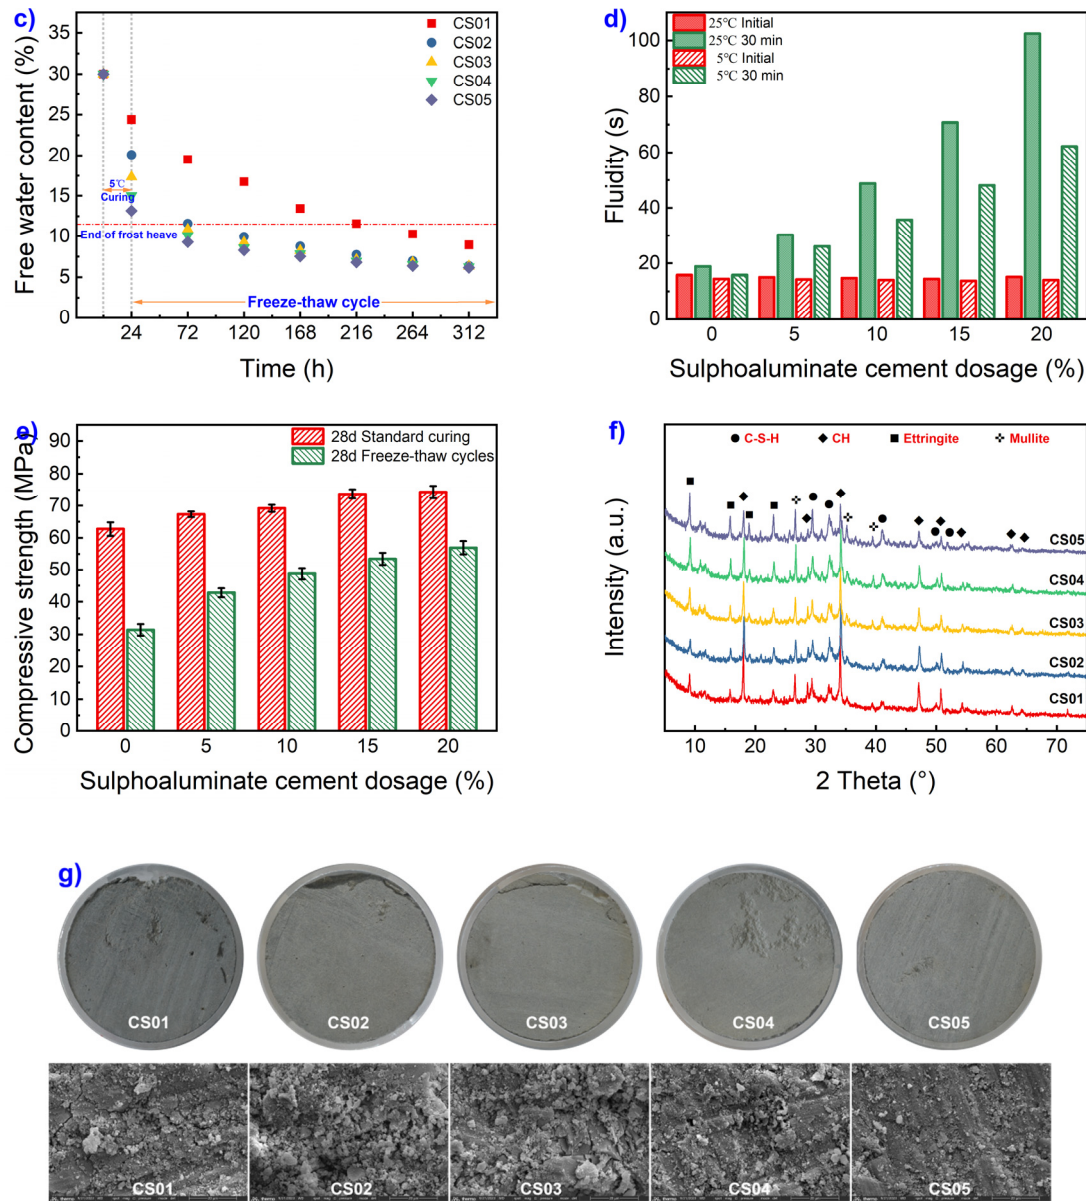 c)
Free water content (%)
35
30
25
20
15
10
5
0
CS01
CS02
CS03
CS04
CS05
5℃
Curing
End of frost heave
Freeze-thaw cycle
24 72 120 168 216 264 312
Time (h)
d)
Fluidity (s)
100
80
60
40
20
0
25℃ Initial
25℃ 30 min
5℃ Initial
5℃ 30 min
0 5 10 15 20
Sulphoaluminate cement dosage (%)
e)
Compressive strength (MPa)
90
80
70
60
50
40
30
20
10
0
28d Standard curing
28d Freeze-thaw cycles
0 5 10 15 20
Sulphoaluminate cement dosage (%)
f)
Intensity (a.u.)
C-S-H CH Ettringite Mullite
CS05
CS04
CS03
CS02
CS01
10 20 30 40 50 60 70
2 Theta (°)
g)
CS01 CS02 CS03 CS04 CS05
CS01 CS02 CS03 CS04 CS05